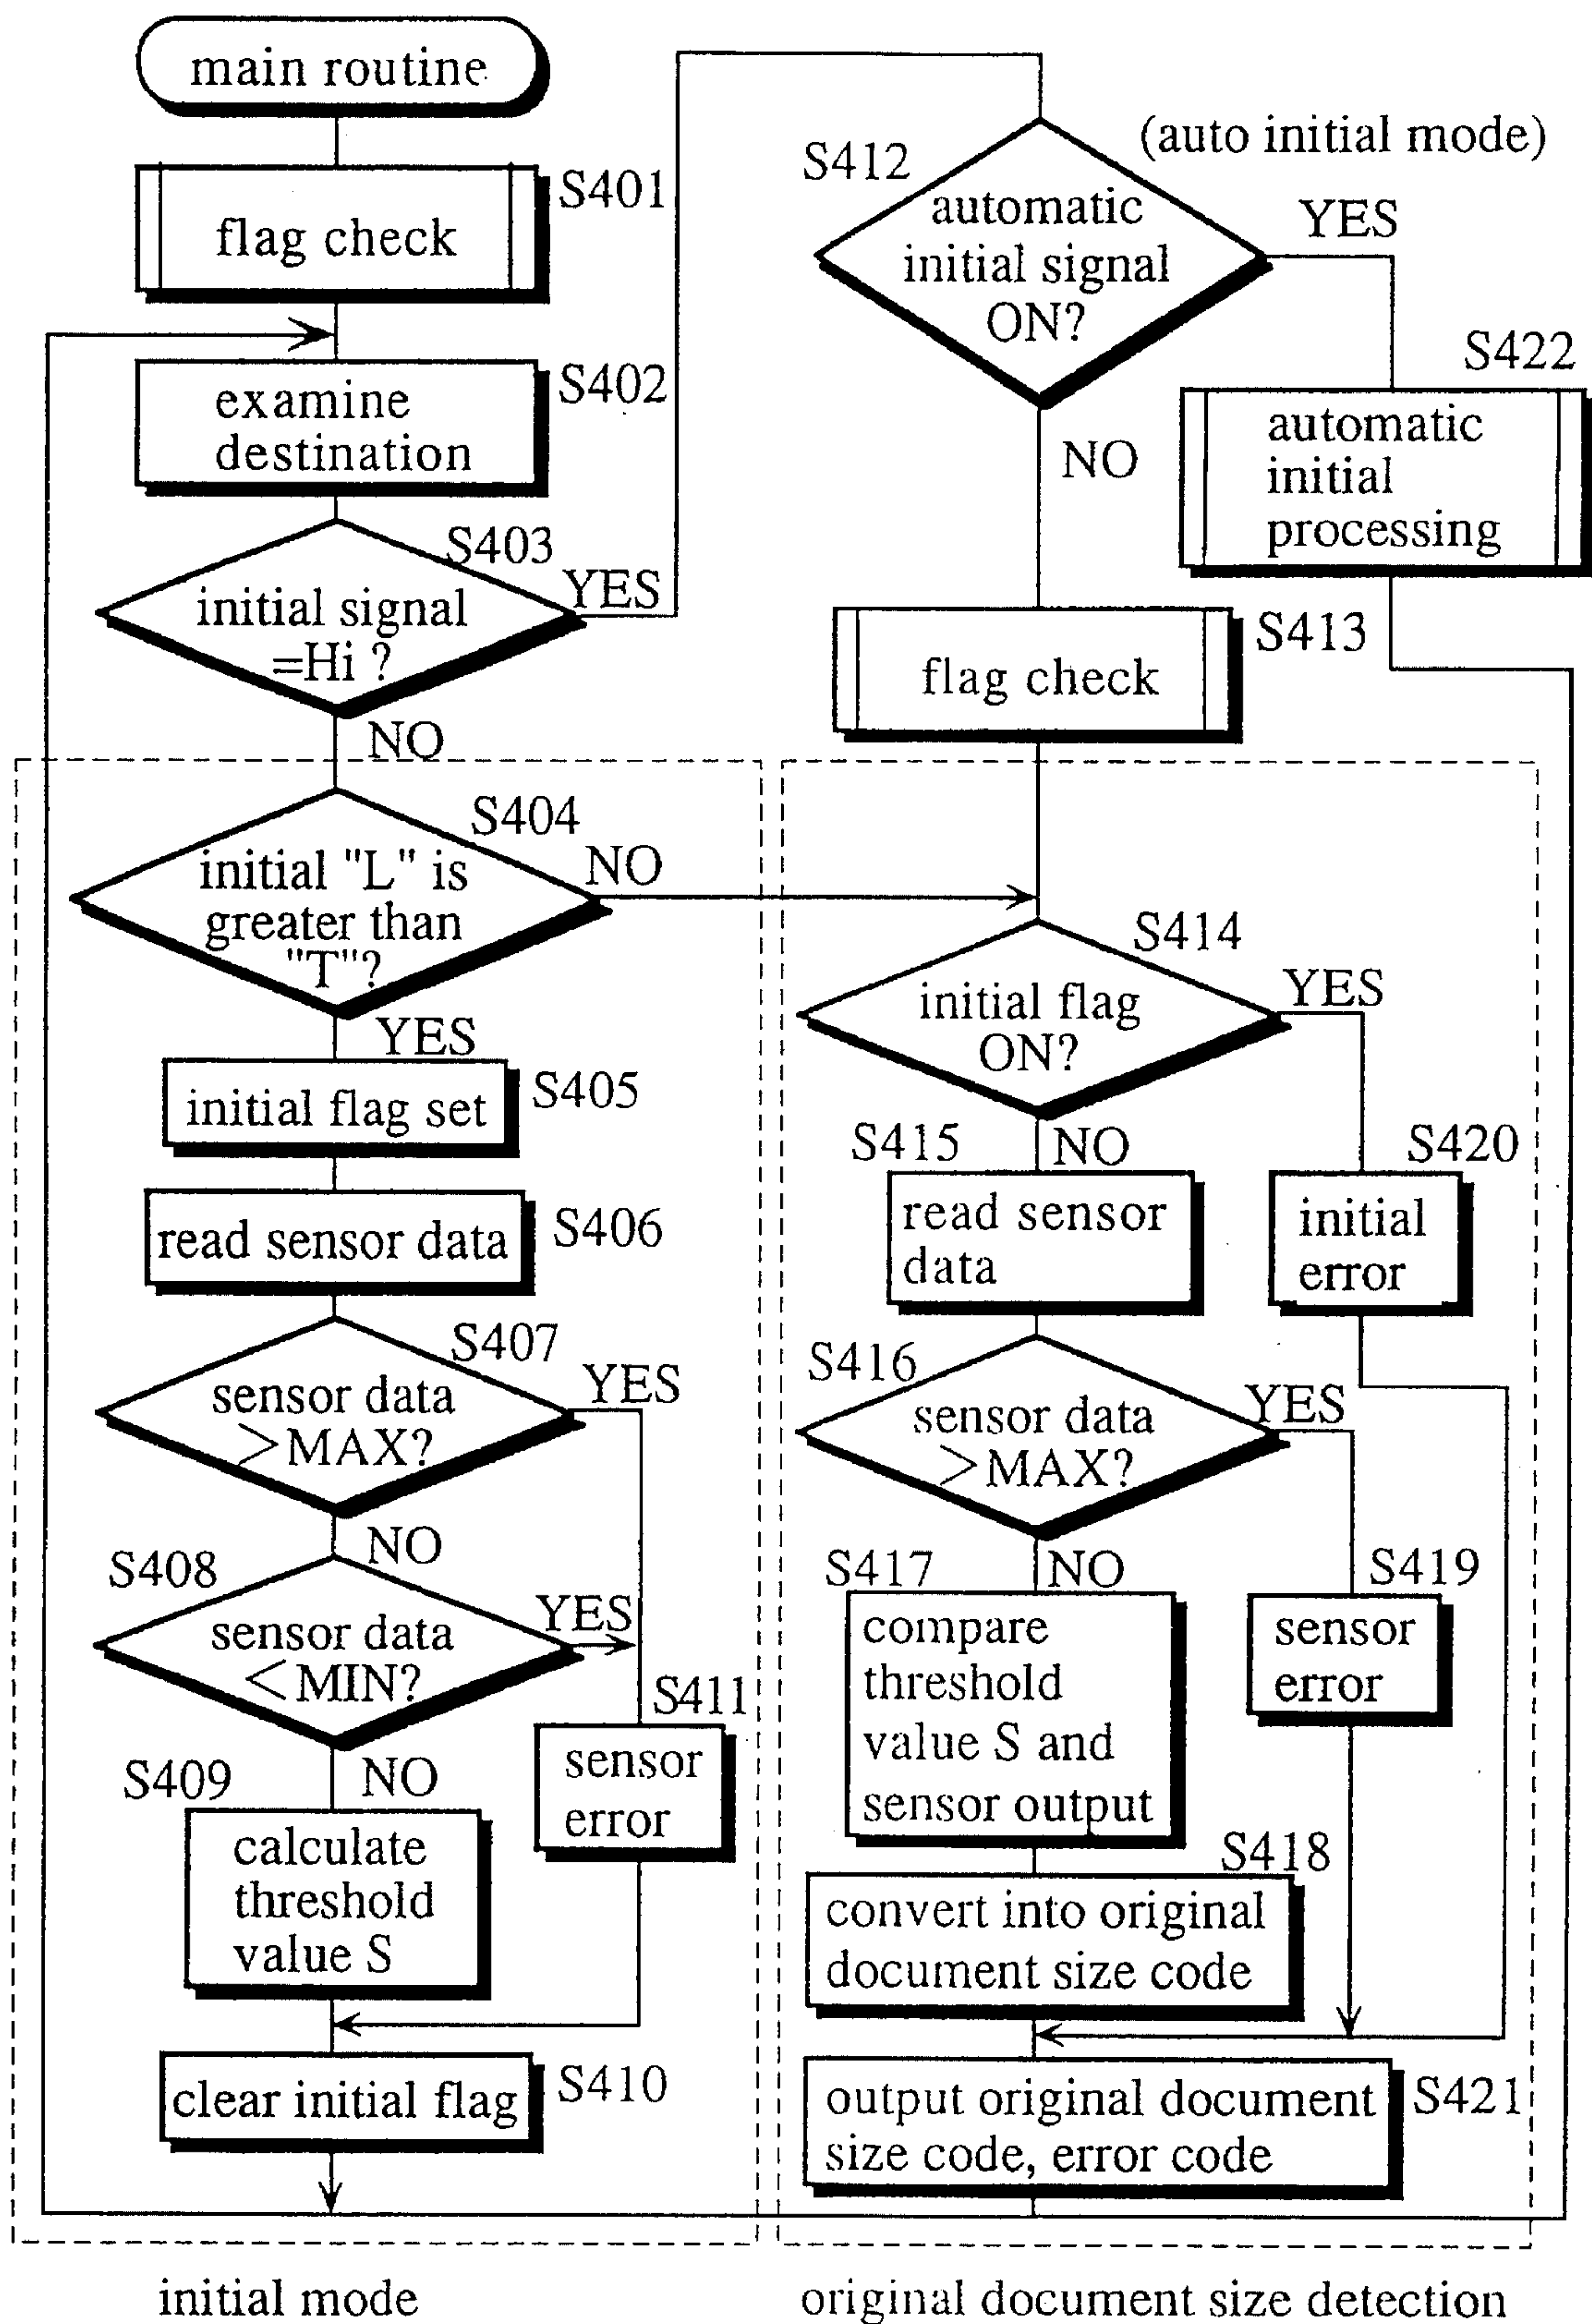 main routine
S401
flag check
S402
examine
destination
S403
YES
initial signal
=Hi ?
NO
S404
NO
initial "L" is
greater than
"T"?
YES
initial flag set
S405
read sensor data
S406
S407
YES
sensor data
>MAX?
NO
S408
YES
sensor data
<MIN?
S411
sensor
error
S409
NO
calculate
threshold
value S
clear initial flag
S410
initial mode
(auto initial mode)
S412
automatic
initial signal
ON?
YES
S422
automatic
initial
processing
NO
S413
flag check
S414
YES
initial flag
ON?
S415
NO
S420
read sensor
data
initial
error
S416
YES
sensor data
>MAX?
S417
NO
S419
compare
threshold
value S and
sensor output
sensor
error
S418
convert into original
document size code
output original document
size code, error code
S421
original document size detection